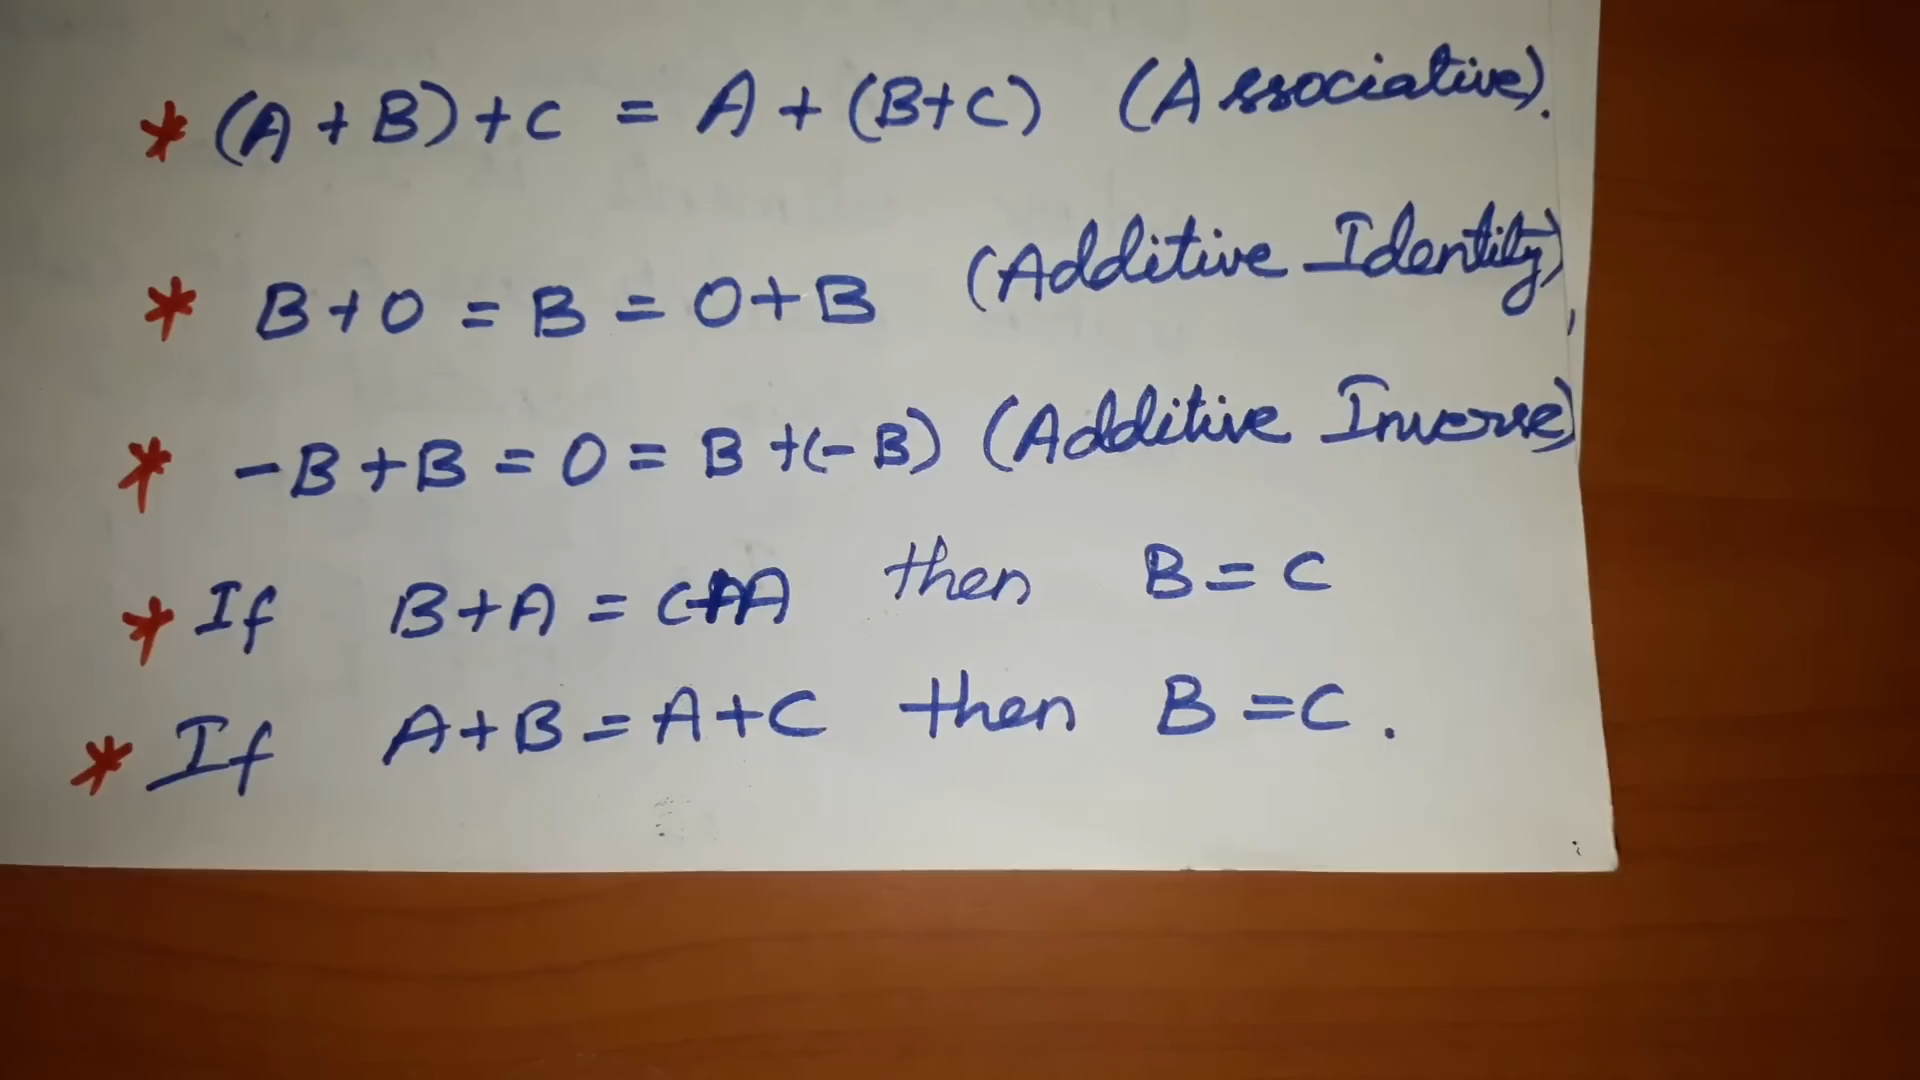 * (A + B) + C = A + (B+C) (Associative).
* B + 0 = B = 0 + B (Additive Identity),
* -B + B = 0 = B +(- B) (Additive Inverse)
* If B + A = C+A then B = C
* If A + B = A + C then B = C.